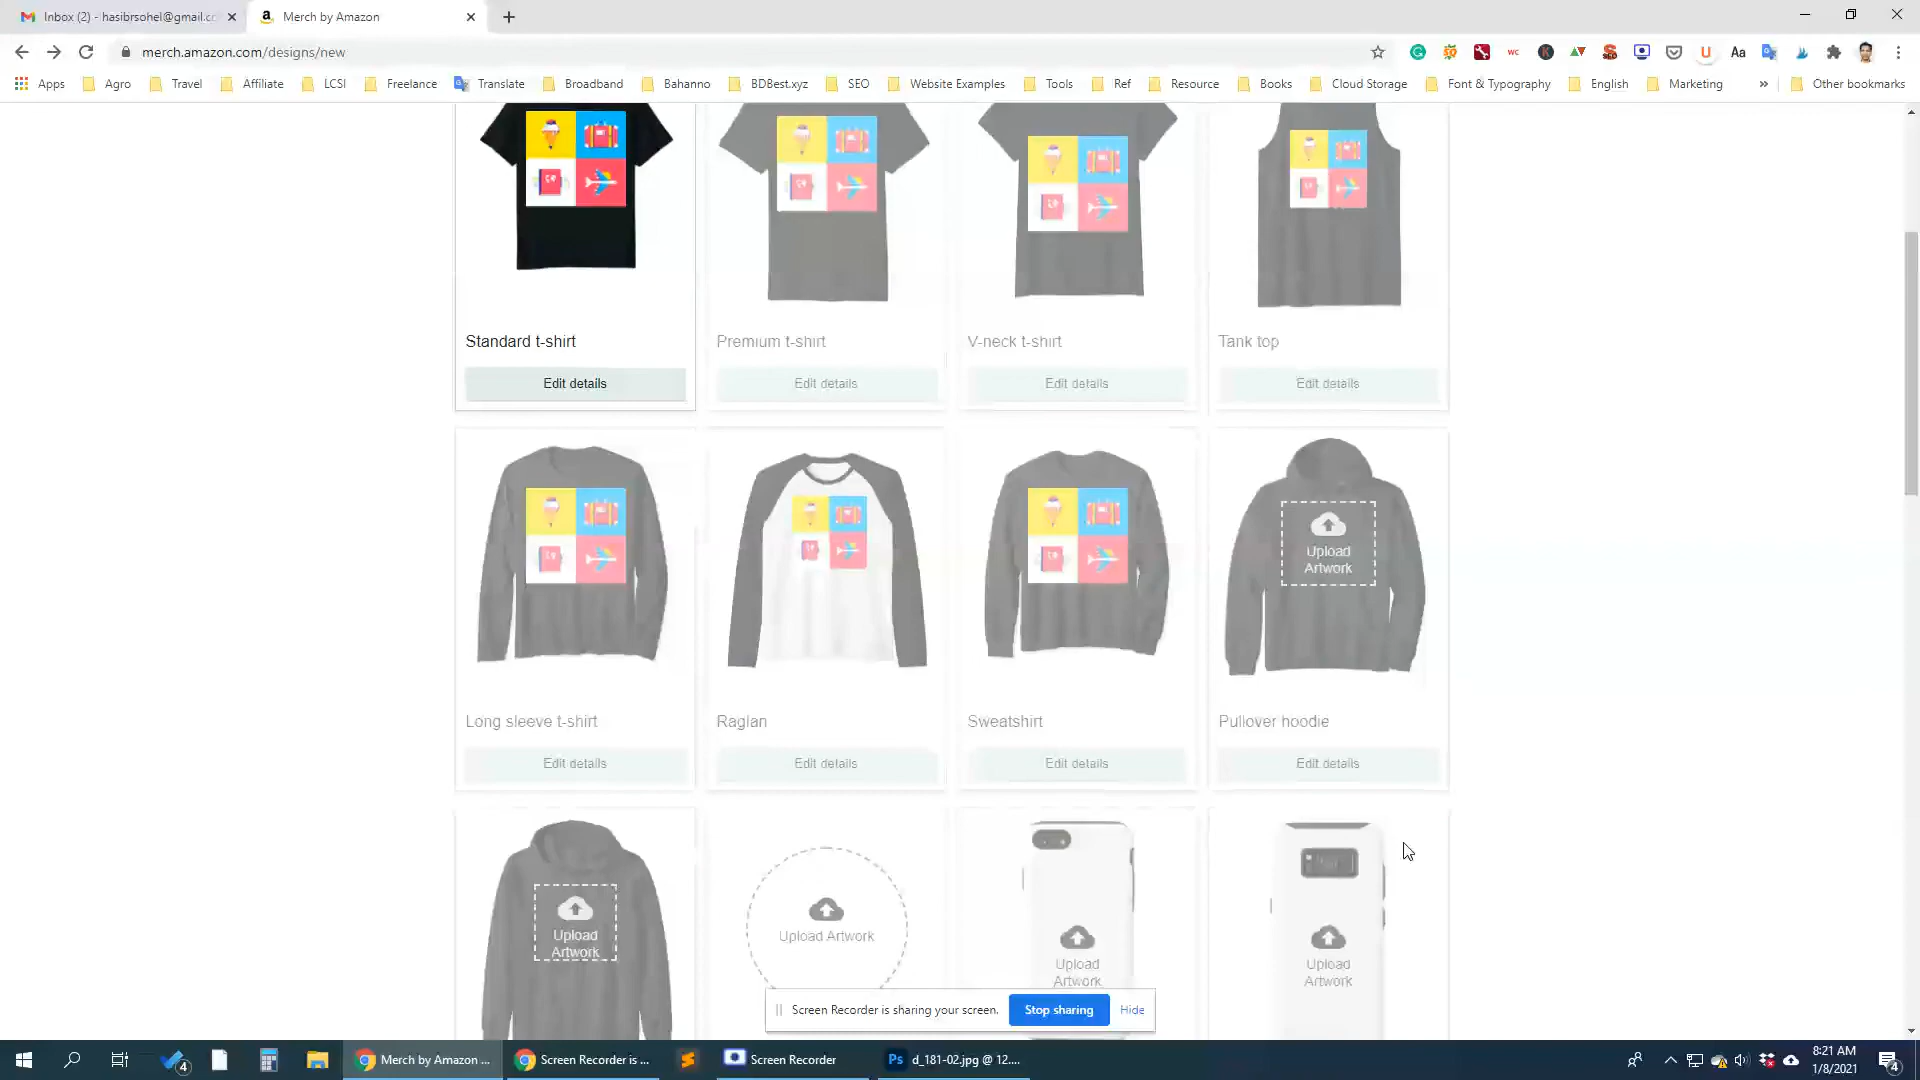 Inbox (2) - hasibrsohel@gmail.co
Merch by Amazon
merch.amazon.com/designs/new
Apps
Agro
Travel
Affiliate
LCSI
Freelance
Translate
Broadband
Bahanno
BDBest.xyz
SEO
Website Examples
Tools
Ref
Resource
Books
Cloud Storage
Font & Typography
English
Marketing
»
Other bookmarks
Standard t-shirt
Premium t-shirt
V-neck t-shirt
Tank top
Edit details
Edit details
Edit details
Edit details
Upload
Artwork
Long sleeve t-shirt
Raglan
Sweatshirt
Pullover hoodie
Edit details
Edit details
Edit details
Edit details
Upload
Artwork
Upload Artwork
Upload
Artwork
Upload
Artwork
Screen Recorder is sharing your screen.
Stop sharing
Hide
4
Merch by Amazon ...
Screen Recorder is ...
Screen Recorder
Ps
d_181-02.jpg @ 12....
8:21 AM
1/8/2021
4